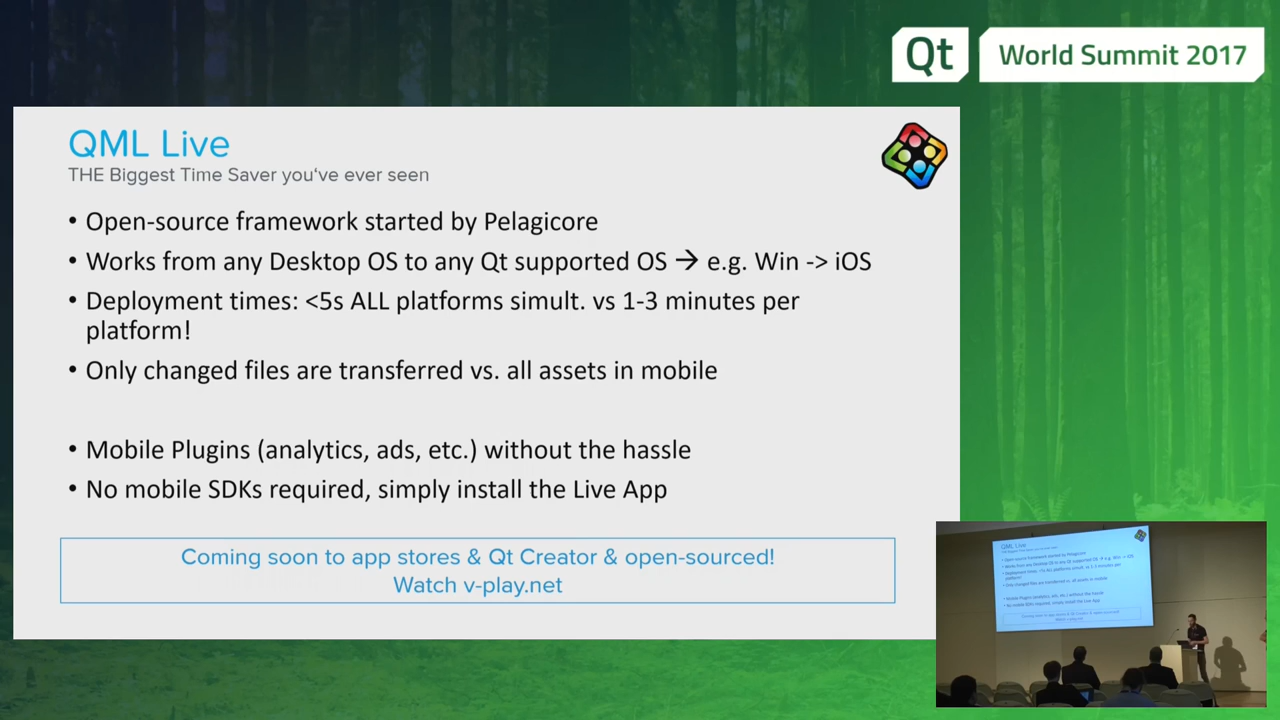 Qt World Summit 2017
QML Live
THE Biggest Time Saver you've ever seen
• Open-source framework started by Pelagicore
• Works from any Desktop OS to any Qt supported OS → e.g. Win -> iOS
• Deployment times: <5s ALL platforms simult. vs 1-3 minutes per
platform!
• Only changed files are transferred vs. all assets in mobile
• Mobile Plugins (analytics, ads, etc.) without the hassle
• No mobile SDKs required, simply install the Live App
Coming soon to app stores & Qt Creator & open-sourced!
Watch v-play.net
QML Live